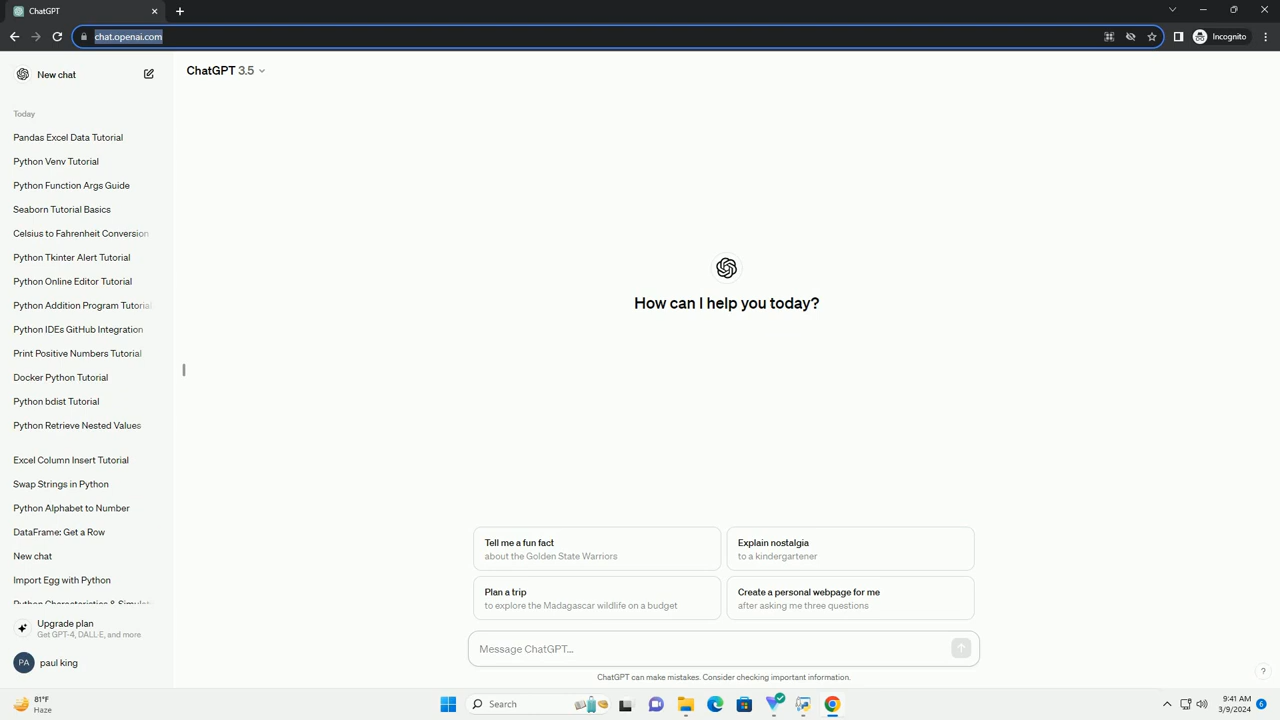 ChatGPT
chat.openai.com
Incognito
New chat
ChatGPT 3.5
Today
Pandas Excel Data Tutorial
Python Venv Tutorial
Python Function Args Guide
Seaborn Tutorial Basics
Celsius to Fahrenheit Conversion
Python Tkinter Alert Tutorial
Python Online Editor Tutorial
Python Addition Program Tutorial
Python IDEs GitHub Integration
Print Positive Numbers Tutorial
Docker Python Tutorial
Python bdist Tutorial
Python Retrieve Nested Values
Excel Column Insert Tutorial
Swap Strings in Python
Python Alphabet to Number
DataFrame: Get a Row
New chat
Import Egg with Python
Python Characteristics & Simulat
Upgrade plan
Get GPT-4, DALL·E, and more
PA paul king
How can I help you today?
Tell me a fun fact
about the Golden State Warriors
Explain nostalgia
to a kindergartener
Plan a trip
to explore the Madagascar wildlife on a budget
Create a personal webpage for me
after asking me three questions
Message ChatGPT...
ChatGPT can make mistakes. Consider checking important information.
?
81°F
Haze
Search
9:41 AM
3/9/2024
6